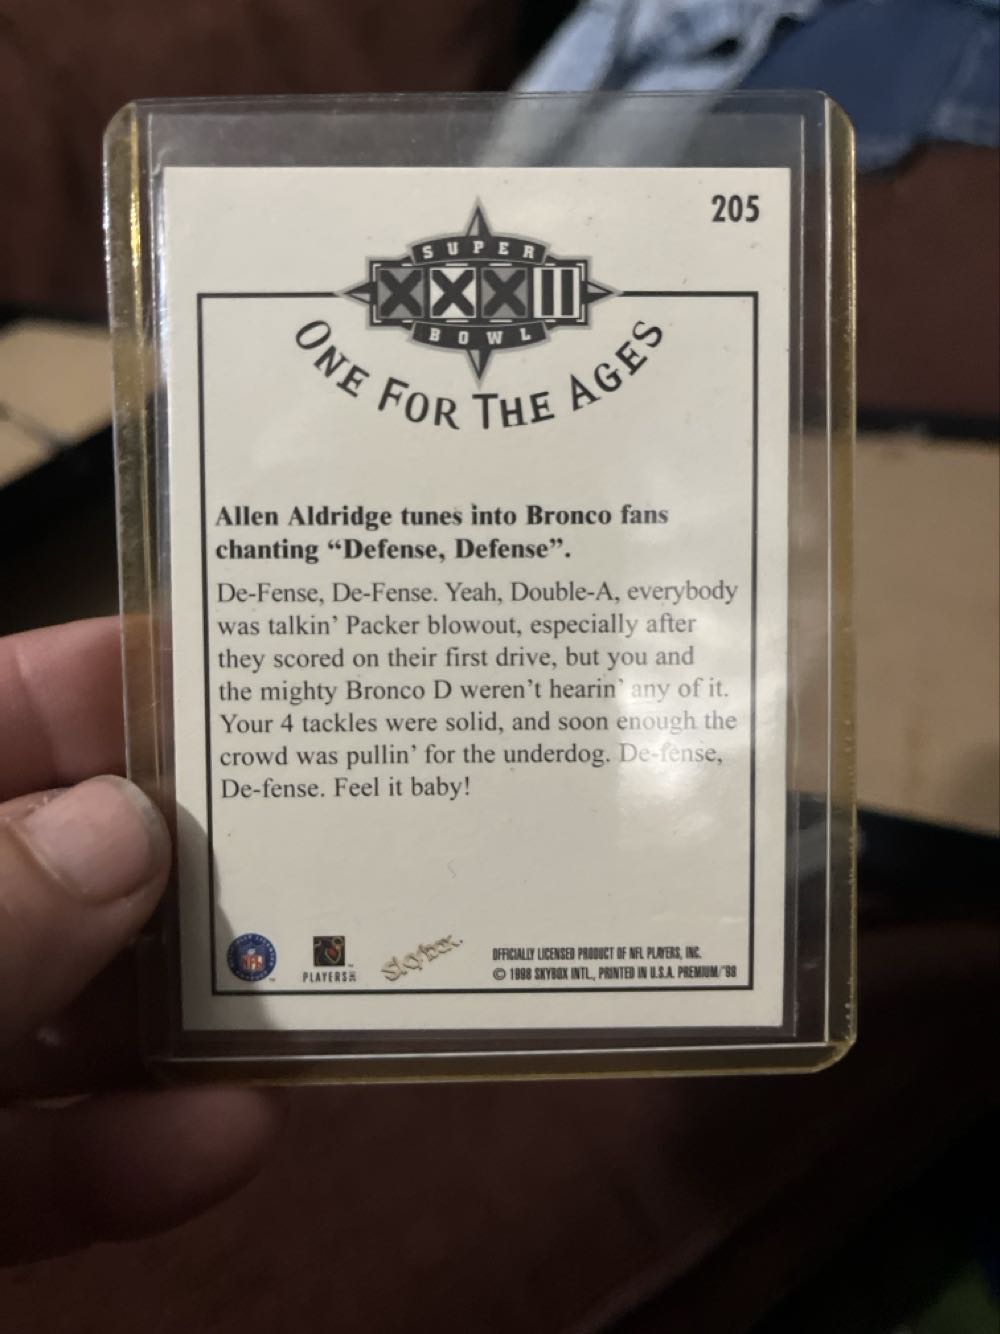 205
SUPER
XXXII
BOWL
ONE FOR THE AGES
Allen Aldridge tunes into Bronco fans
chanting “Defense, Defense”.
De-Fense, De-Fense. Yeah, Double-A, everybody
was talkin’ Packer blowout, especially after
they scored on their first drive, but you and
the mighty Bronco D weren’t hearin’ any of it.
Your 4 tackles were solid, and soon enough the
crowd was pullin’ for the underdog. De-fense,
De-fense. Feel it baby!
NFL
PLAYERS
SkyBox
OFFICIALLY LICENSED PRODUCT OF NFL PLAYERS, INC.
© 1998 SKYBOX INTL., PRINTED IN U.S.A. PREMIUM/’98